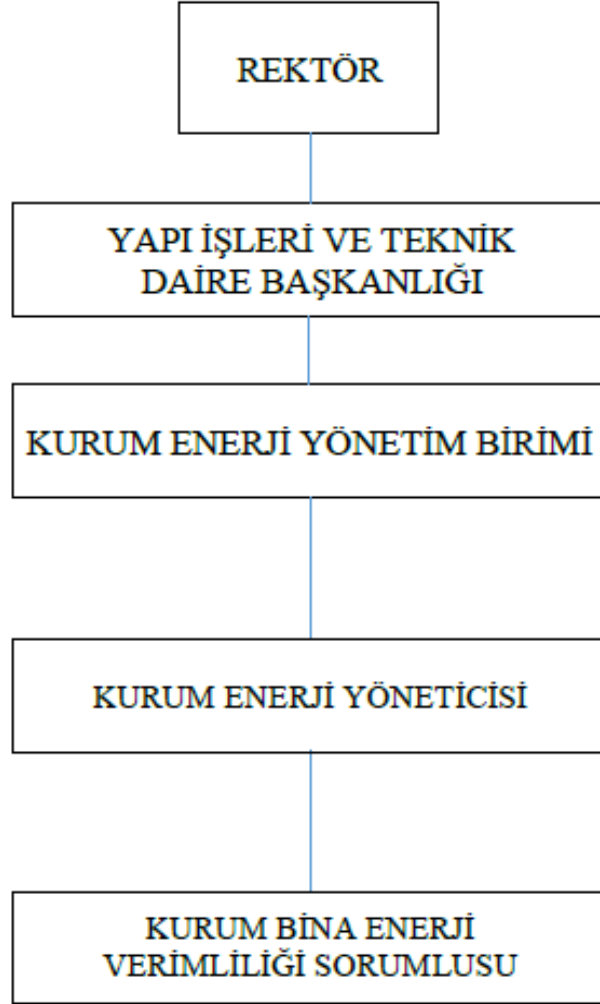 REKTÖR
YAPI İŞLERİ VE TEKNİK
DAİRE BAŞKANLIĞI
KURUM ENERJİ YÖNETİM BİRİMİ
KURUM ENERJİ YÖNETİCİSİ
KURUM BİNA ENERJİ
VERİMLİLİĞİ SORUMLUSU